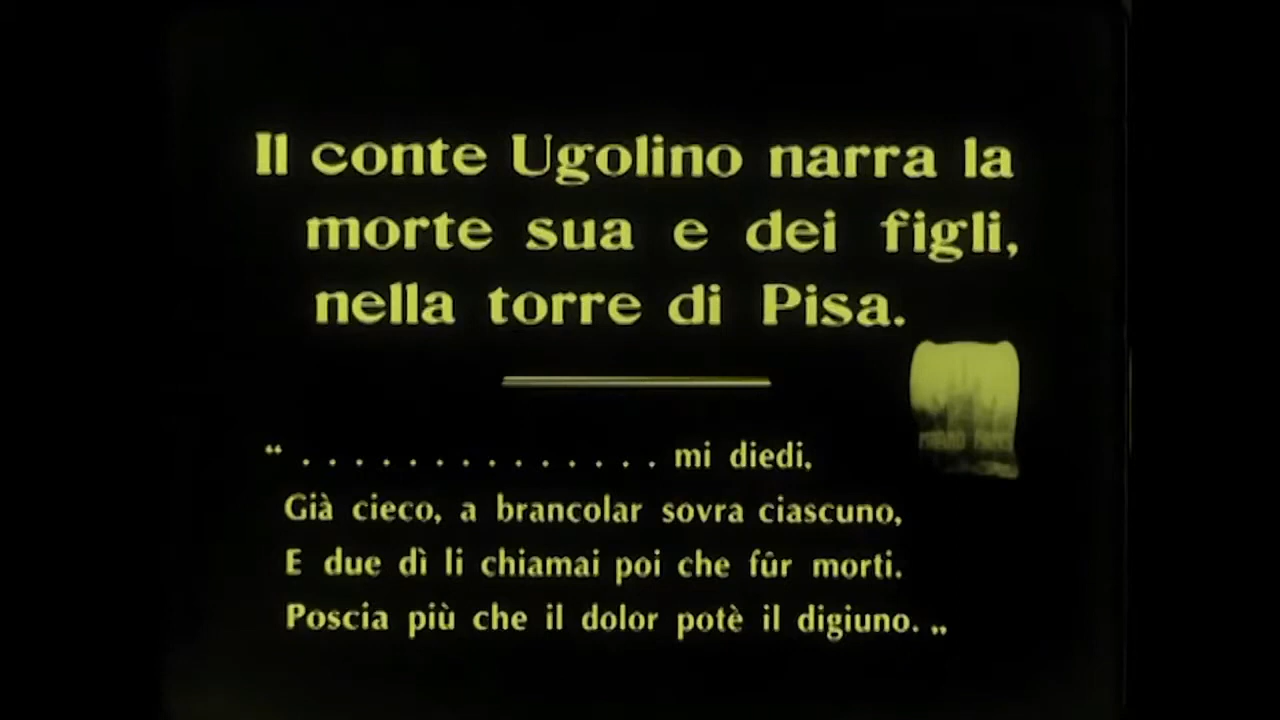 Il conte Ugolino narra la
morte sua e dei figli,
nella torre di Pisa.
“ . . . . . . . . . . . . . . mi diedi,
Già cieco, a brancolar sovra ciascuno,
E due dì li chiamai poi che fûr morti.
Poscia più che il dolor potè il digiuno. „